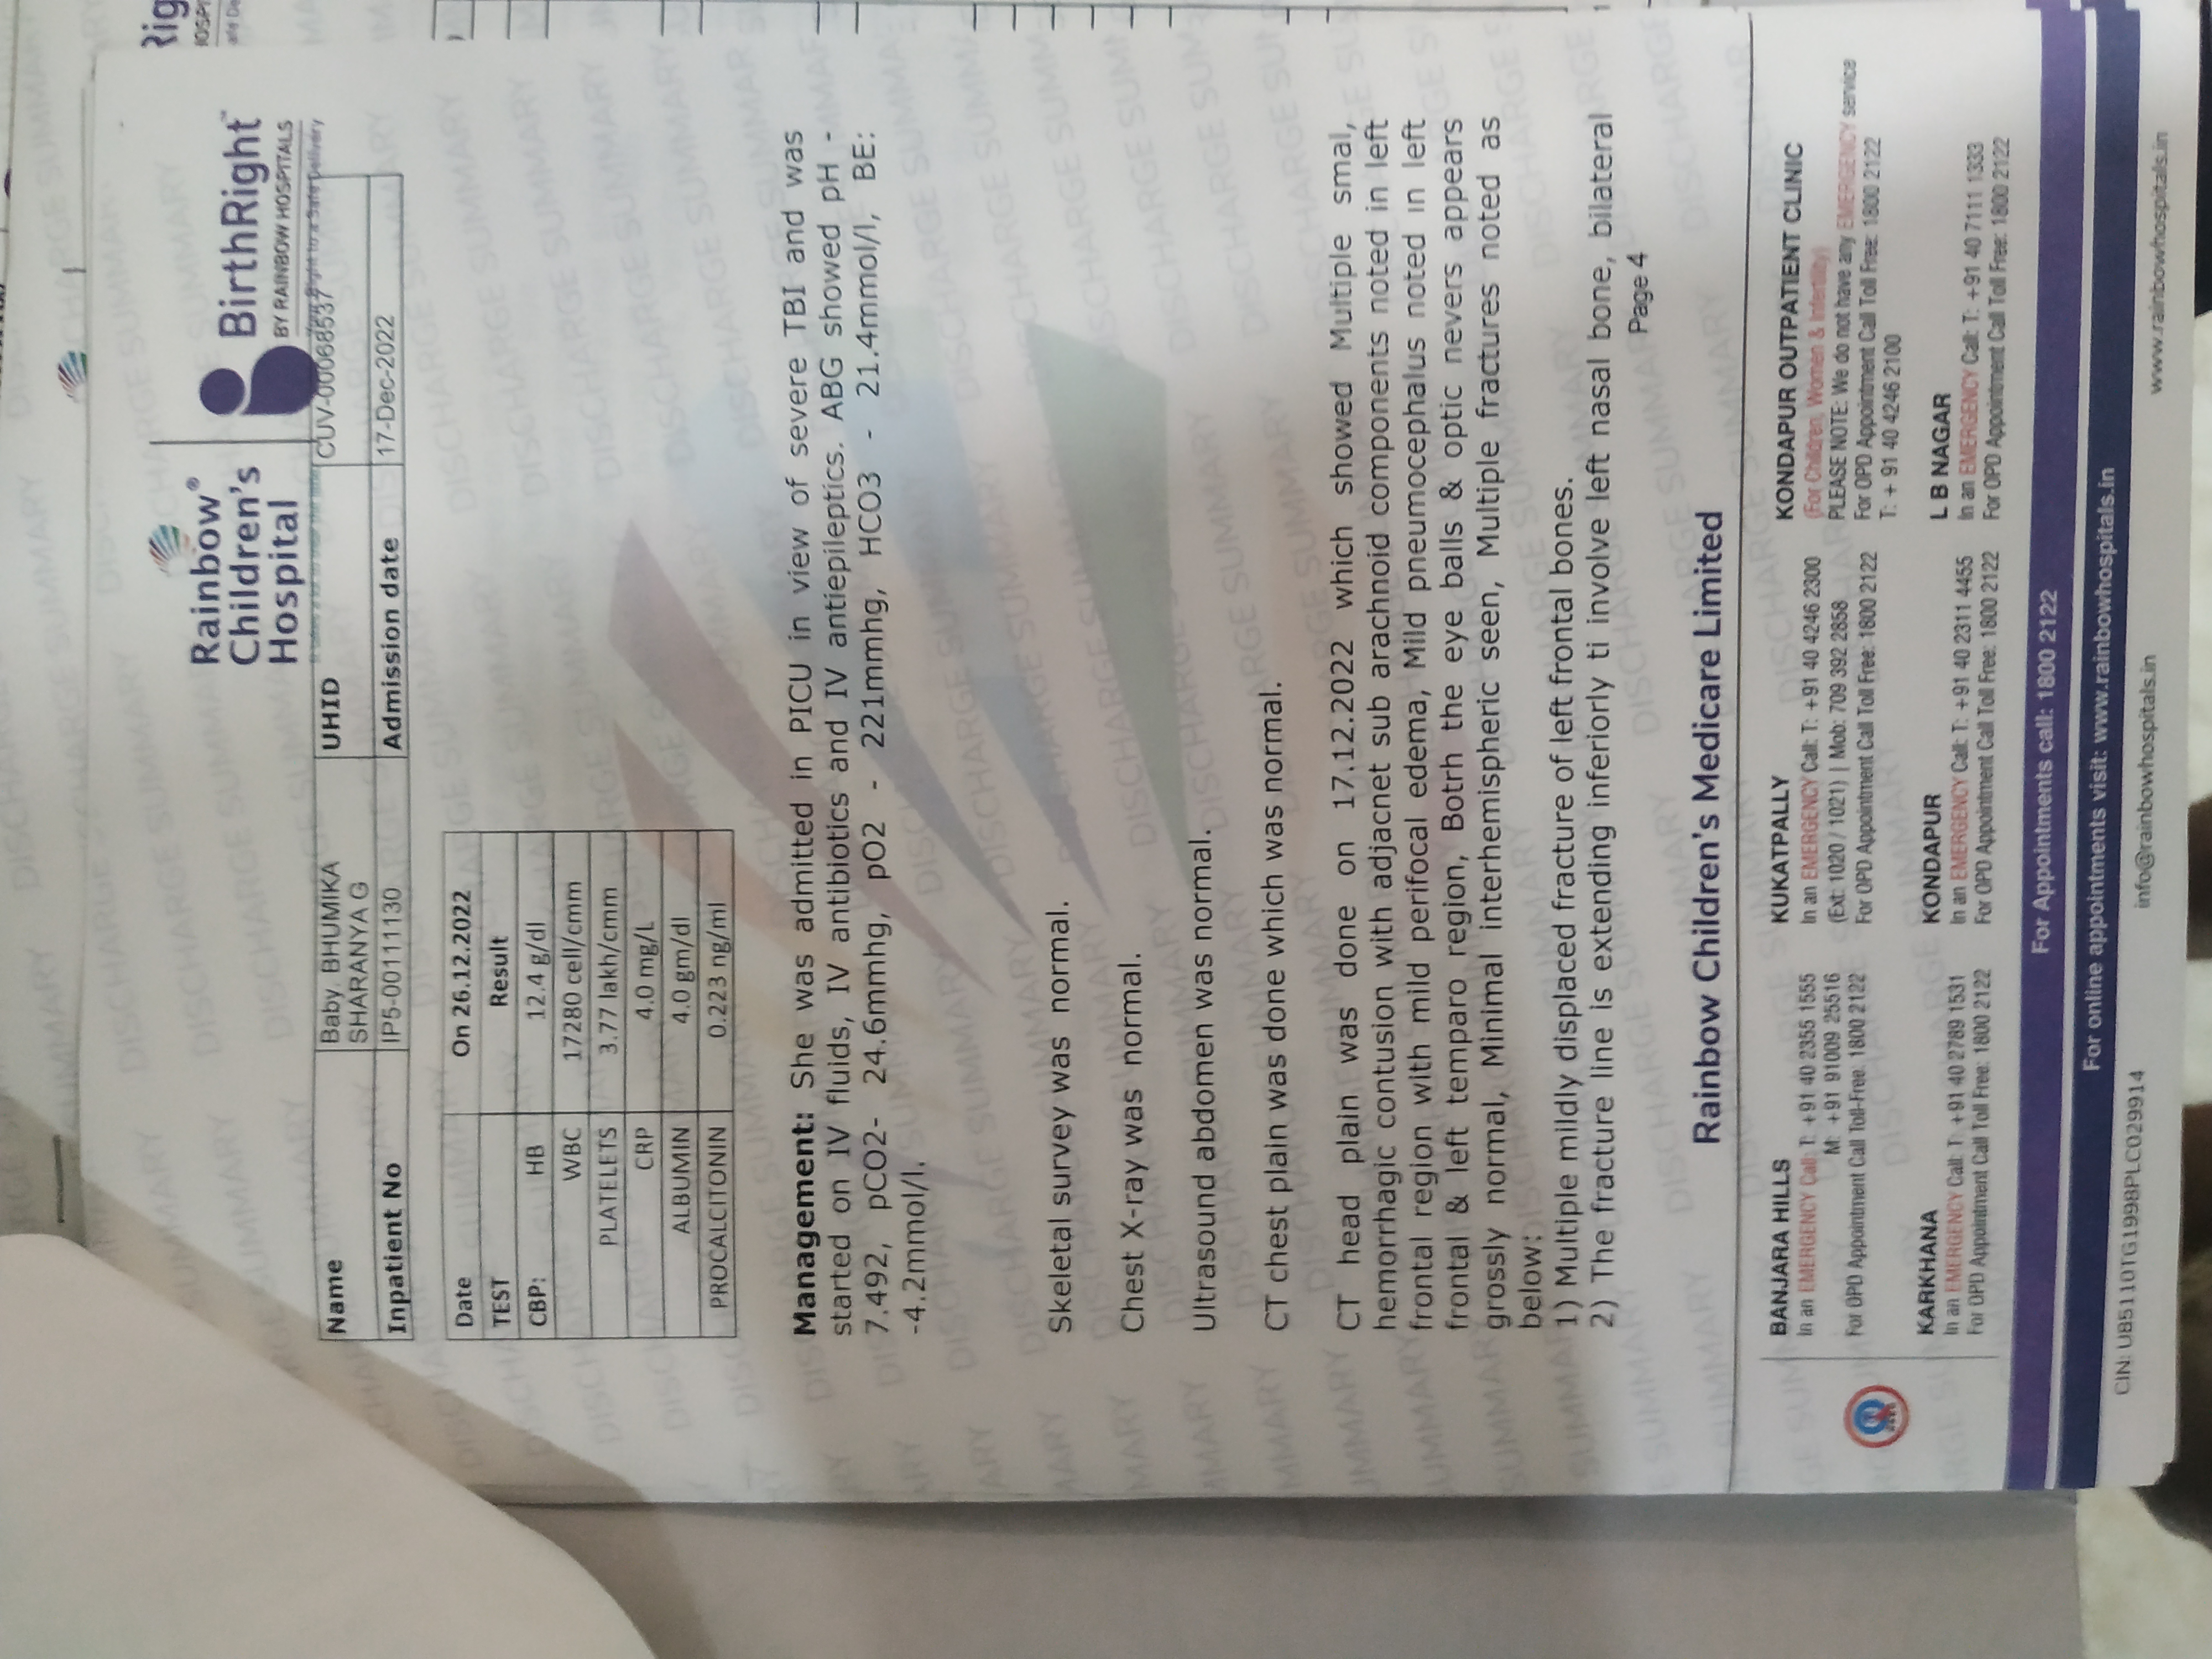 Rainbow®
Children's
Hospital
BirthRight
BY RAINBOW HOSPITALS
Your Right to a Safe Delivery
Name Baby. BHUMIKA SHARANYA G UHID CUV-00068537
Inpatient No IP5-00111130 Admission date 17-Dec-2022
Date On 26.12.2022
TEST Result
CBP: HB 12.4 g/dl
WBC 17280 cell/cmm
PLATELETS 3.77 lakh/cmm
CRP 4.0 mg/L
ALBUMIN 4.0 gm/dl
PROCALCITONIN 0.223 ng/ml
Management: She was admitted in PICU in view of severe TBI and was
started on IV fluids, IV antibiotics and IV antiepileptics. ABG showed pH -
7.492, pCO2- 24.6mmhg, pO2 - 221mmhg, HCO3 - 21.4mmol/l, BE:
-4.2mmol/l.
Skeletal survey was normal.
Chest X-ray was normal.
Ultrasound abdomen was normal.
CT chest plain was done which was normal.
CT head plain was done on 17.12.2022 which showed Multiple smal,
hemorrhagic contusion with adjacnet sub arachnoid components noted in left
frontal region with mild perifocal edema, Mild pneumocephalus noted in left
frontal & left temparo region, Botrh the eye balls & optic nevers appears
grossly normal, Minimal interhemispheric seen, Multiple fractures noted as
below:
1) Multiple mildly displaced fracture of left frontal bones.
2) The fracture line is extending inferiorly ti involve left nasal bone, bilateral
Page 4
Rainbow Children's Medicare Limited
BANJARA HILLS
In an EMERGENCY Call: T: +91 40 2355 1555
M: +91 91009 25516
For OPD Appointment Call Toll-Free: 1800 2122
KUKATPALLY
In an EMERGENCY Call: T: +91 40 4246 2300
(Ext: 1020 / 1021) | Mob: 709 392 2858
For OPD Appointment Call Toll Free: 1800 2122
KONDAPUR OUTPATIENT CLINIC
(For Children, Women & Infertility)
PLEASE NOTE: We do not have any EMERGENCY service
For OPD Appointment Call Toll Free: 1800 2122
T: + 91 40 4246 2100
KARKHANA
In an EMERGENCY Call: T: +91 40 2789 1531
For OPD Appointment Call Toll Free: 1800 2122
KONDAPUR
In an EMERGENCY Call: T: +91 40 2311 4455
For OPD Appointment Call Toll Free: 1800 2122
L B NAGAR
In an EMERGENCY Call: T: +91 40 7111 1333
For OPD Appointment Call Toll Free: 1800 2122
For Appointments call: 1800 2122
For online appointments visit: www.rainbowhospitals.in
CIN: U85110TG1998PLC029914
info@rainbowhospitals.in
www.rainbowhospitals.in
DISCHARGE SUMMARY